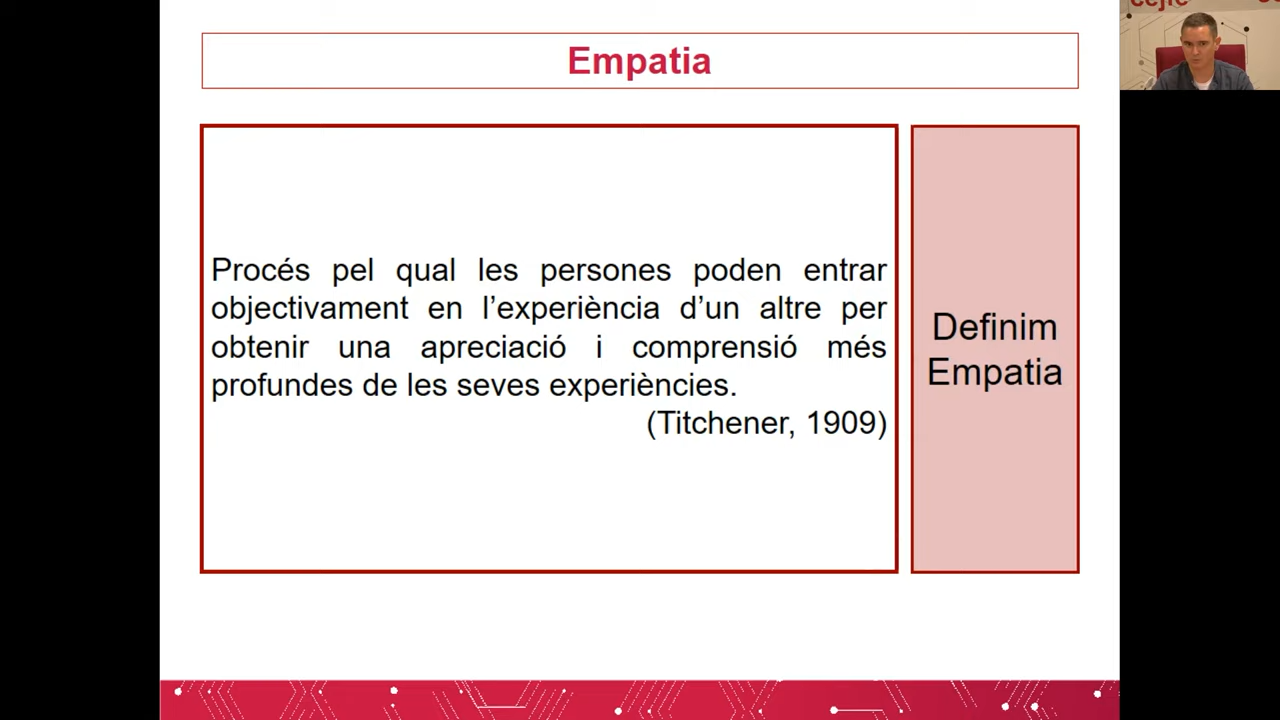 Empatia
Procés pel qual les persones poden entrar
objectivament en l’experiència d’un altre per
obtenir una apreciació i comprensió més
profundes de les seves experiències.
(Titchener, 1909)
Definim
Empatia